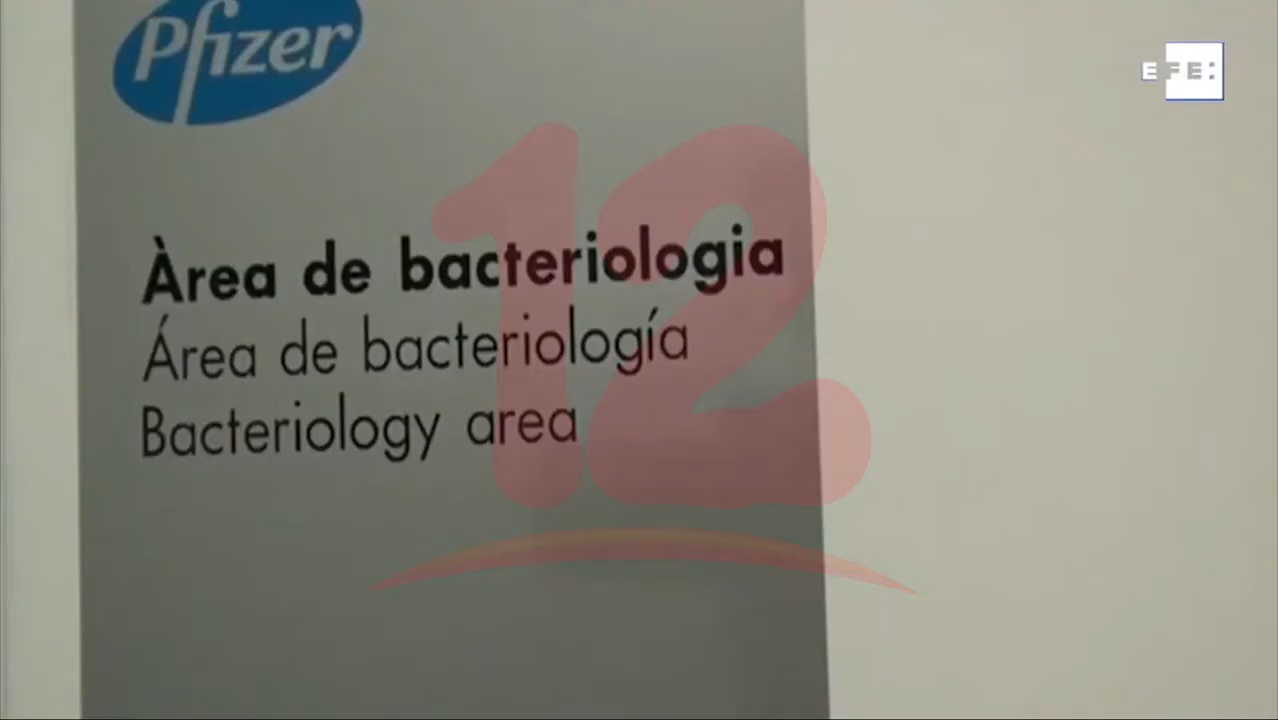 Pfizer
EFE:
Àrea de bacteriologia
Área de bacteriología
Bacteriology area
12